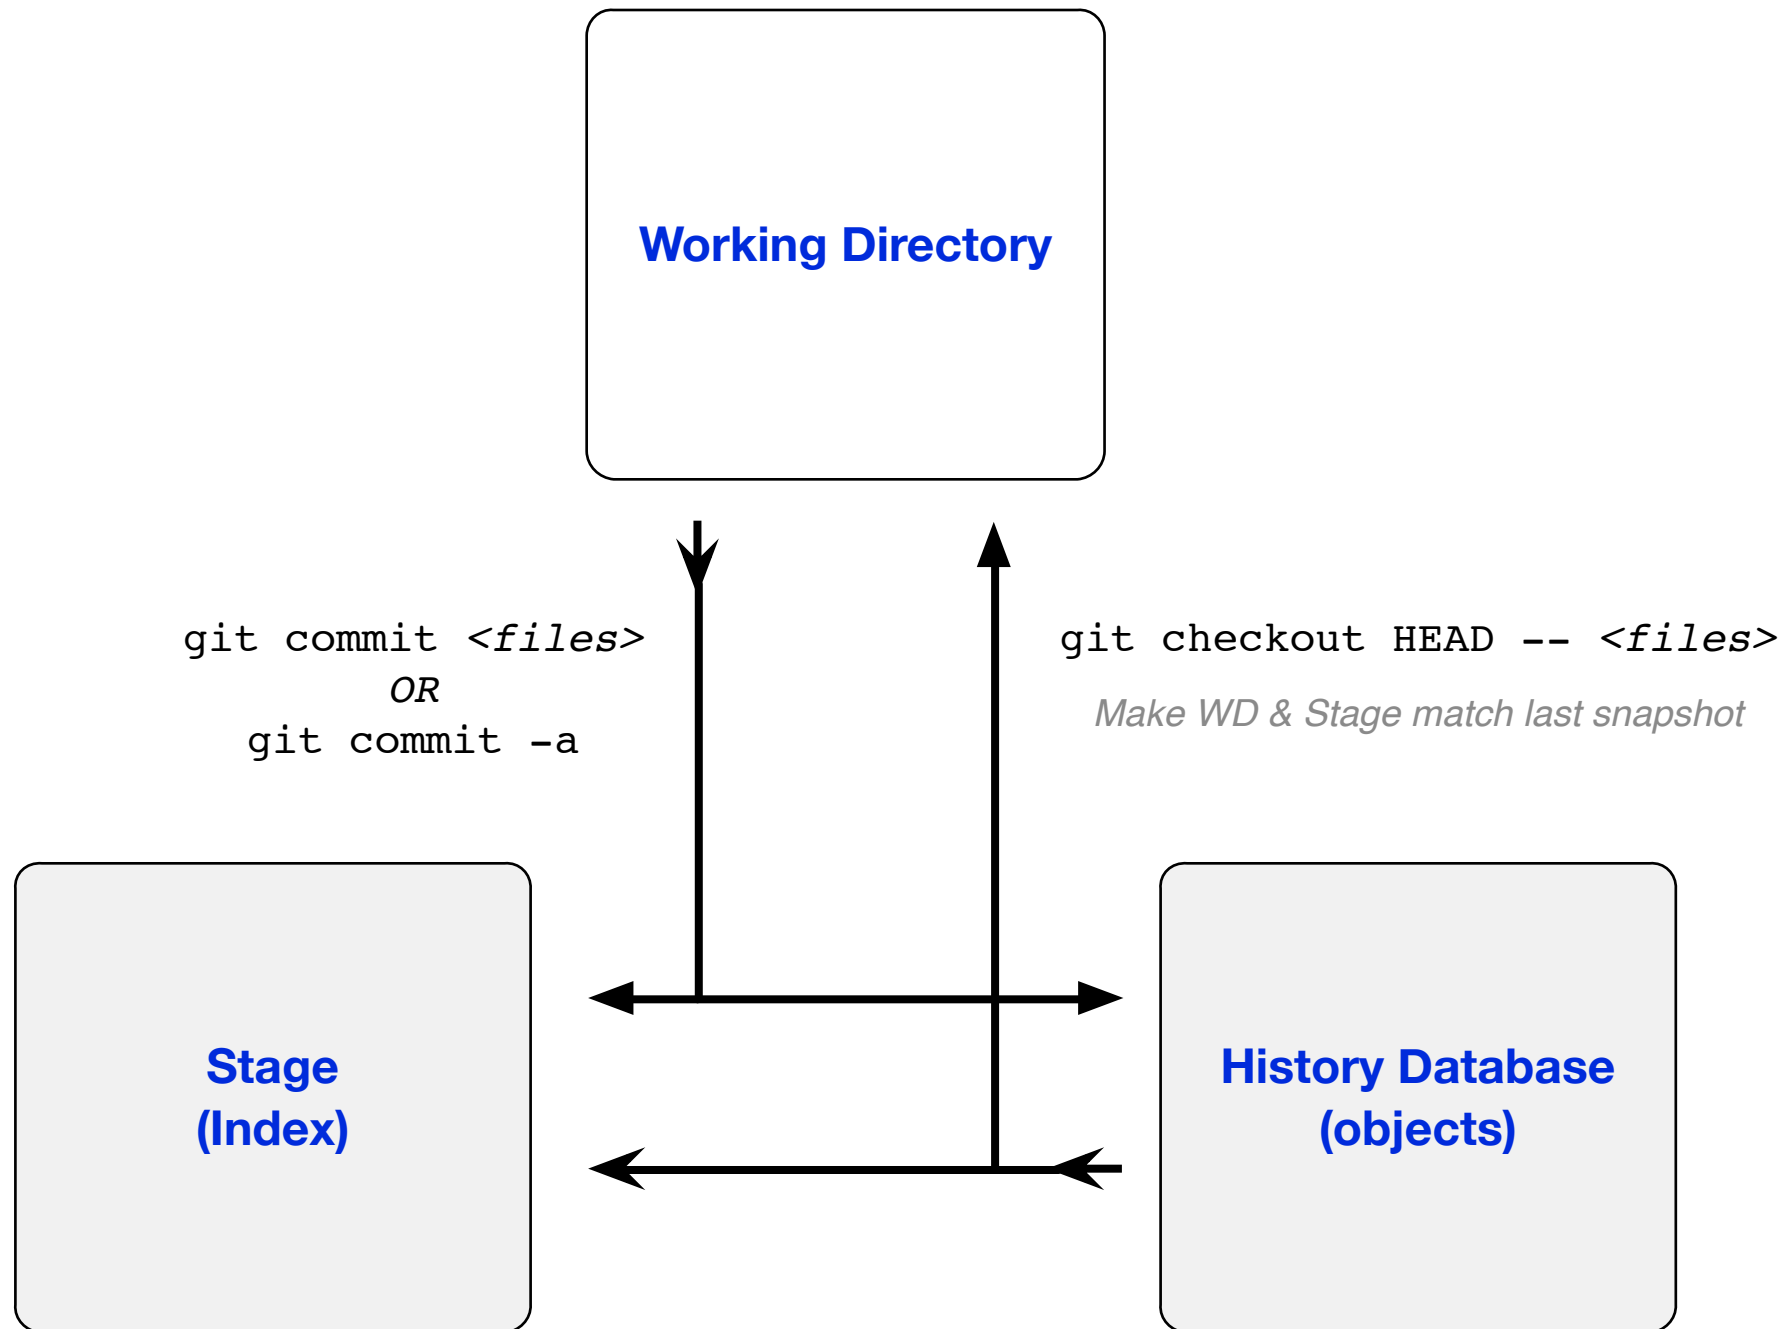 Working Directory
git commit <files>
OR
git commit -a
git checkout HEAD -- <files>
Make WD & Stage match last snapshot
Stage
(Index)
History Database
(objects)